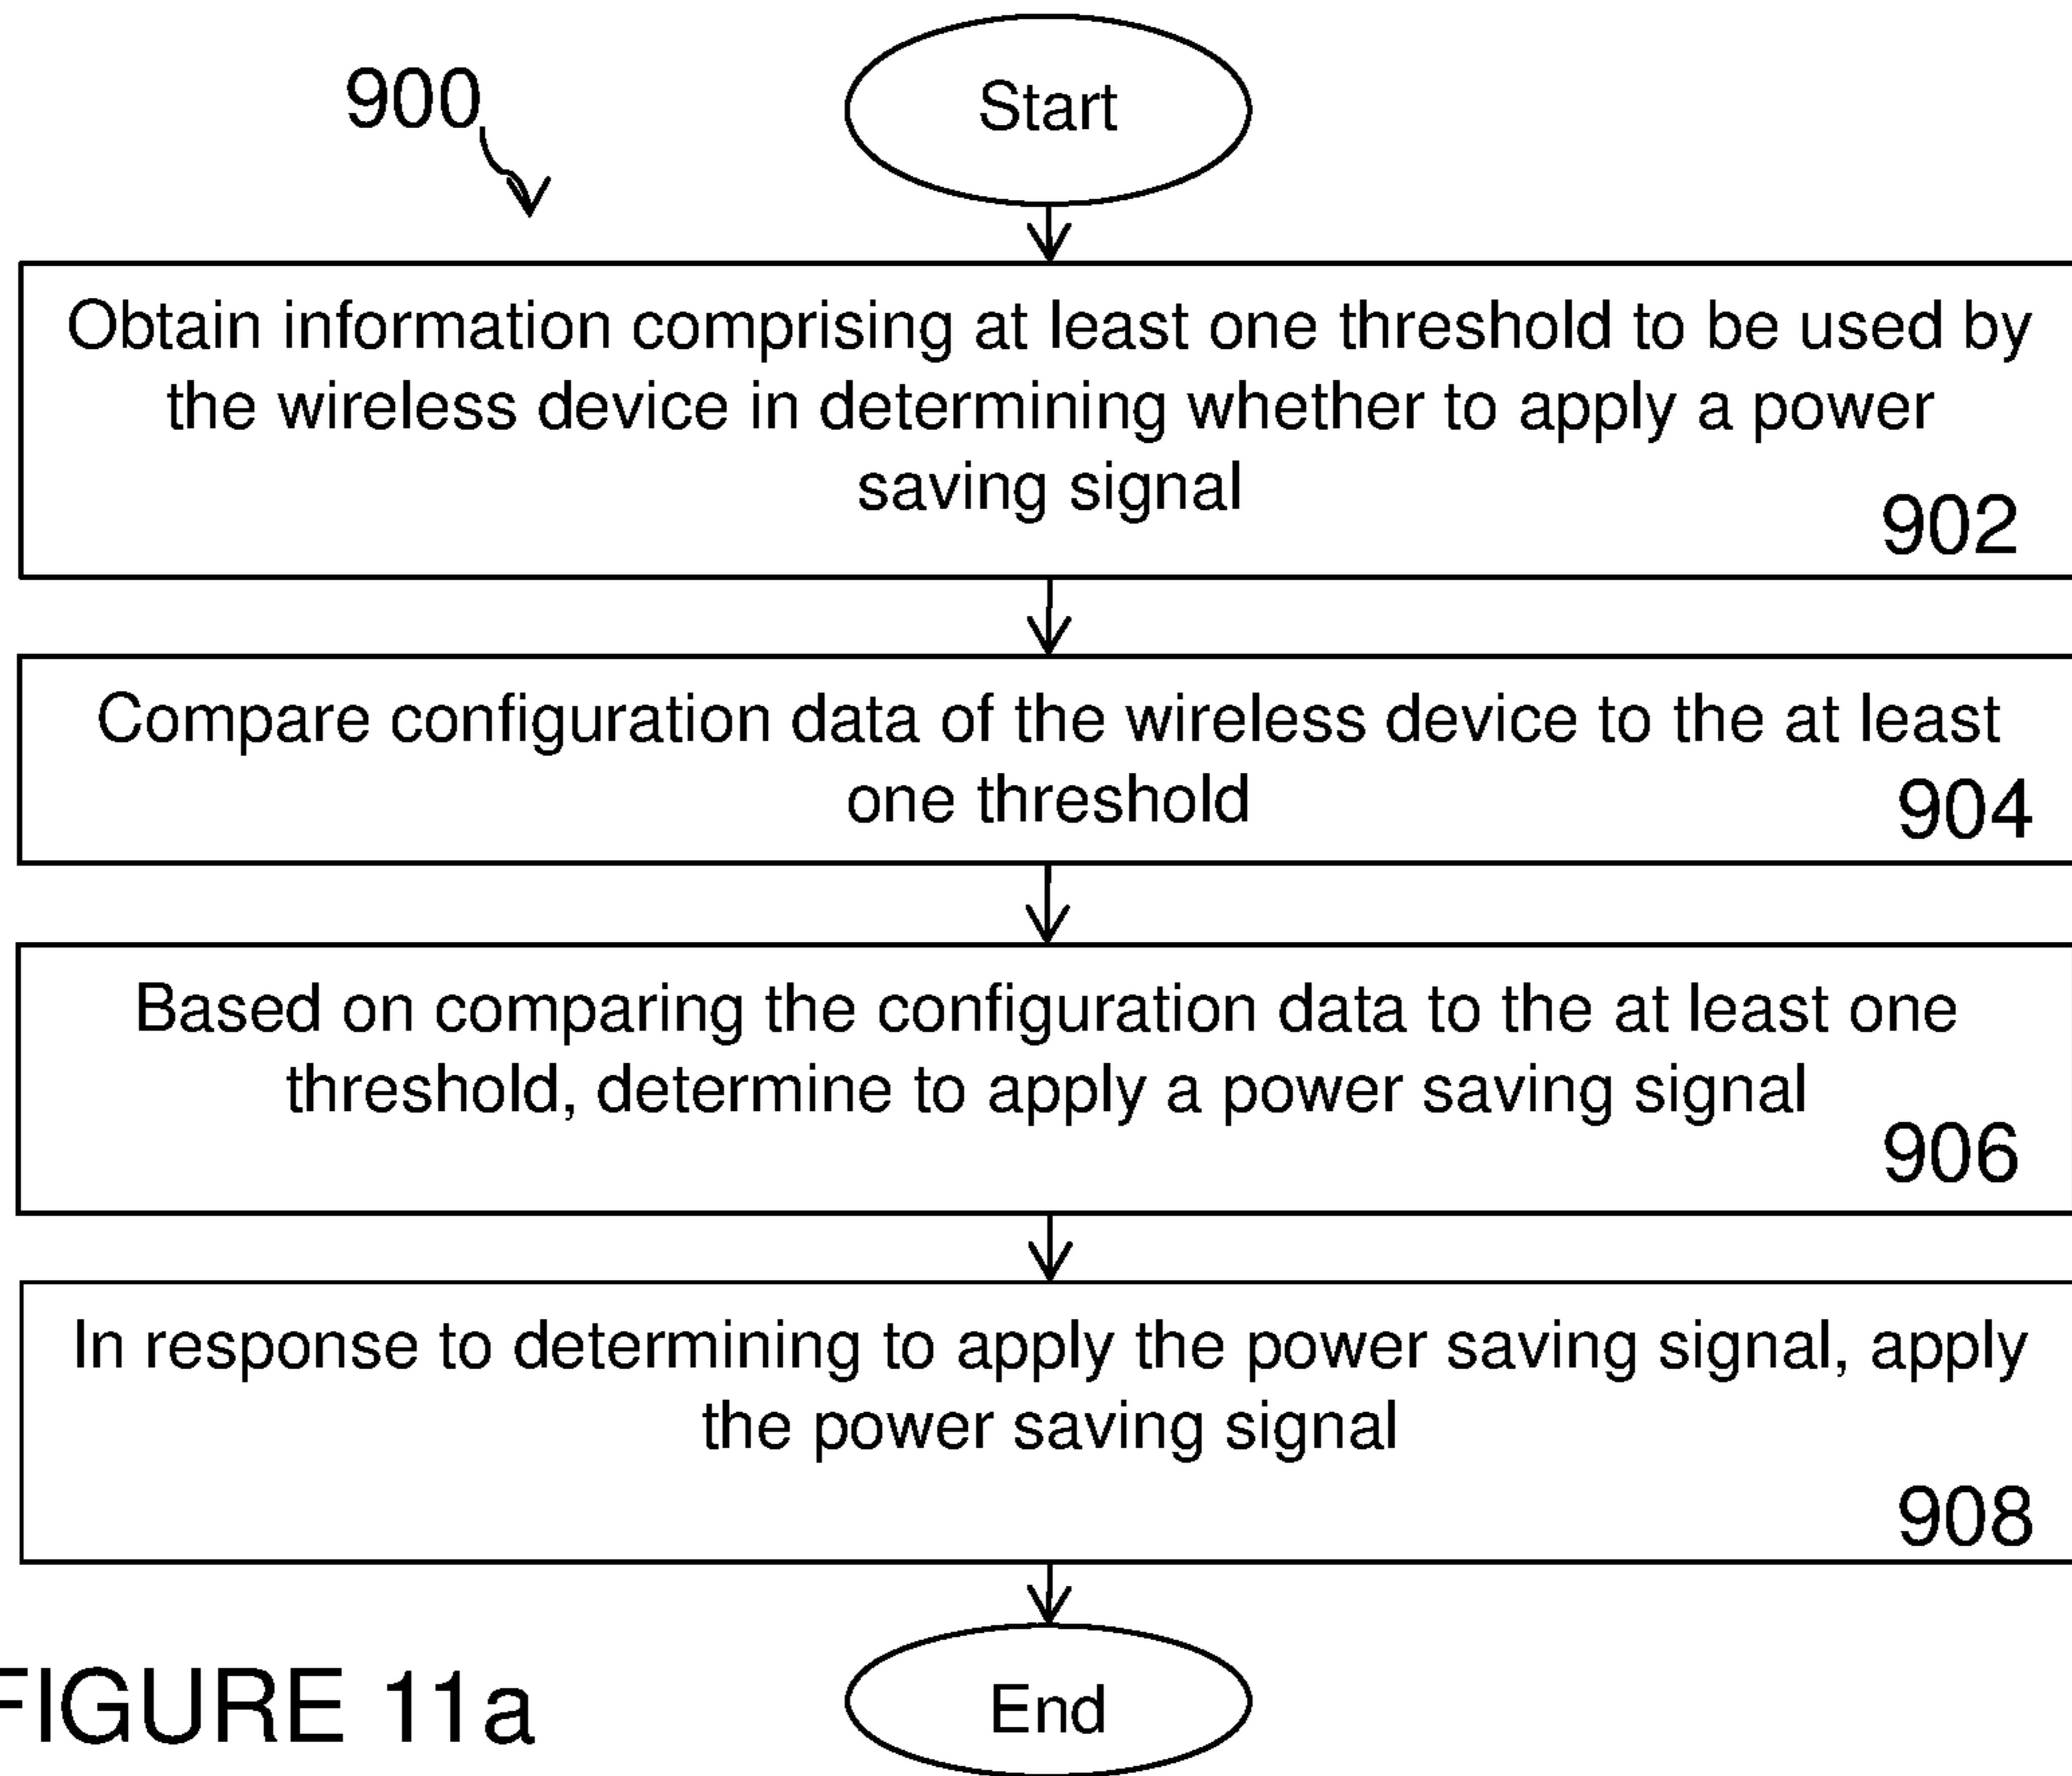 900
Start
Obtain information comprising at least one threshold to be used by
the wireless device in determining whether to apply a power
saving signal
902
Compare configuration data of the wireless device to the at least
one threshold
904
Based on comparing the configuration data to the at least one
threshold, determine to apply a power saving signal
906
In response to determining to apply the power saving signal, apply
the power saving signal
908
End
FIGURE 11a